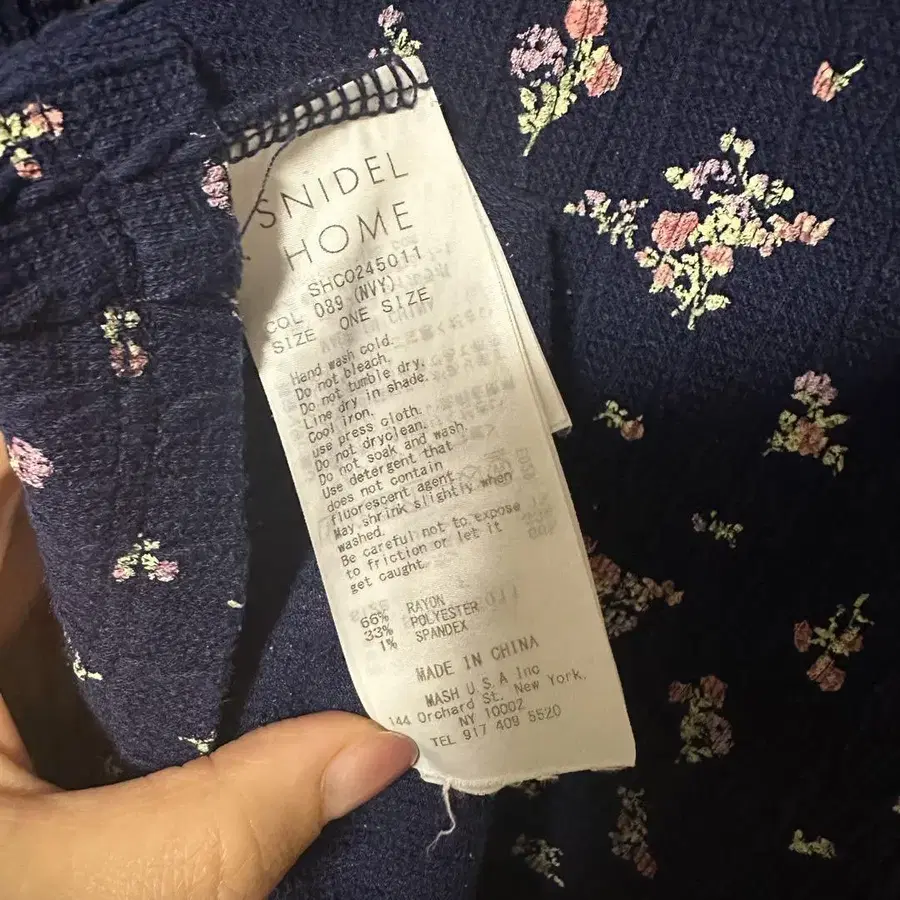 SNIDEL
HOME
SHCO245011
COL 089 (NVY)
SIZE ONE SIZE
Hand wash cold.
Do not bleach.
Do not tumble dry.
Line dry in shade.
Cool iron.
use press cloth.
Do not dryclean.
Do not soak and wash.
Use detergent that
does not contain
fluorescent agent.
May shrink slightly when
washed.
Be careful not to expose
to friction or let it
get caught.
66% RAYON
33% POLYESTER
1% SPANDEX
MADE IN CHINA
MASH U.S.A Inc
144 Orchard St. New York,
NY 10002
TEL 917 409 5520